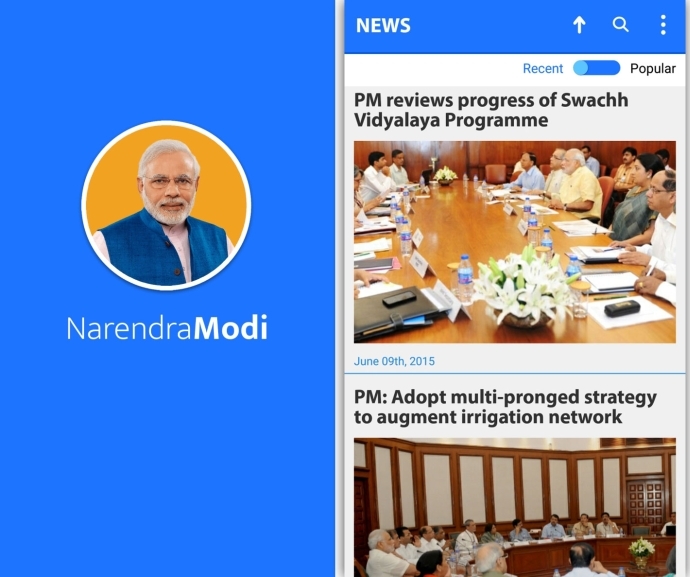 NarendraModi
NEWS
Recent
Popular
PM reviews progress of Swachh
Vidyalaya Programme
June 09th, 2015
PM: Adopt multi-pronged strategy
to augment irrigation network